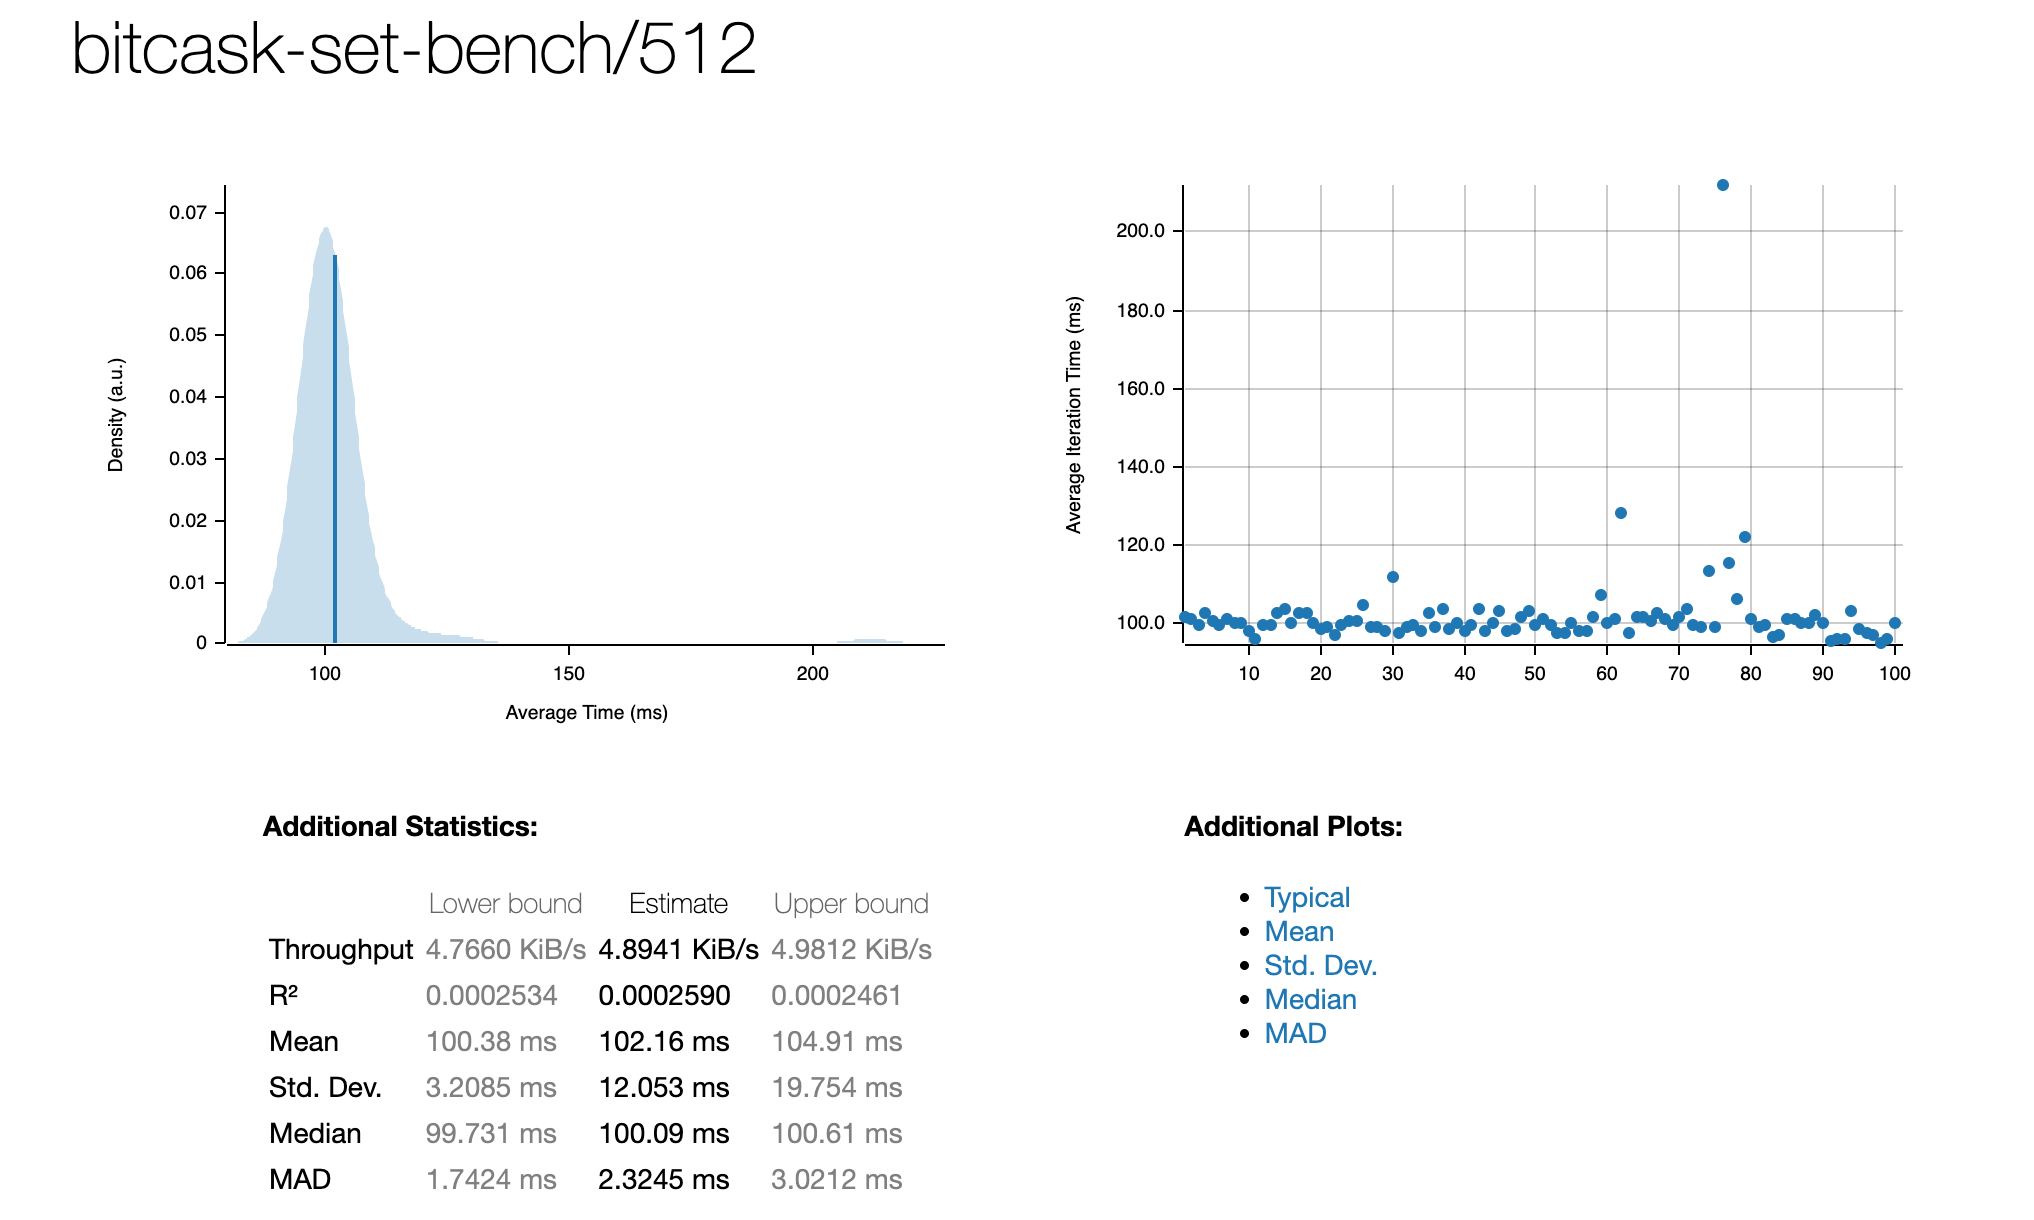 bitcask-set-bench/512
Density (a.u.)
0.07
0.06
0.05
0.04
0.03
0.02
0.01
0
100 150 200
Average Time (ms)
Average Iteration Time (ms)
200.0
180.0
160.0
140.0
120.0
100.0
10 20 30 40 50 60 70 80 90 100
Additional Statistics:
Lower bound Estimate Upper bound
Throughput 4.7660 KiB/s 4.8941 KiB/s 4.9812 KiB/s
R² 0.0002534 0.0002590 0.0002461
Mean 100.38 ms 102.16 ms 104.91 ms
Std. Dev. 3.2085 ms 12.053 ms 19.754 ms
Median 99.731 ms 100.09 ms 100.61 ms
MAD 1.7424 ms 2.3245 ms 3.0212 ms
Additional Plots:
• Typical
• Mean
• Std. Dev.
• Median
• MAD